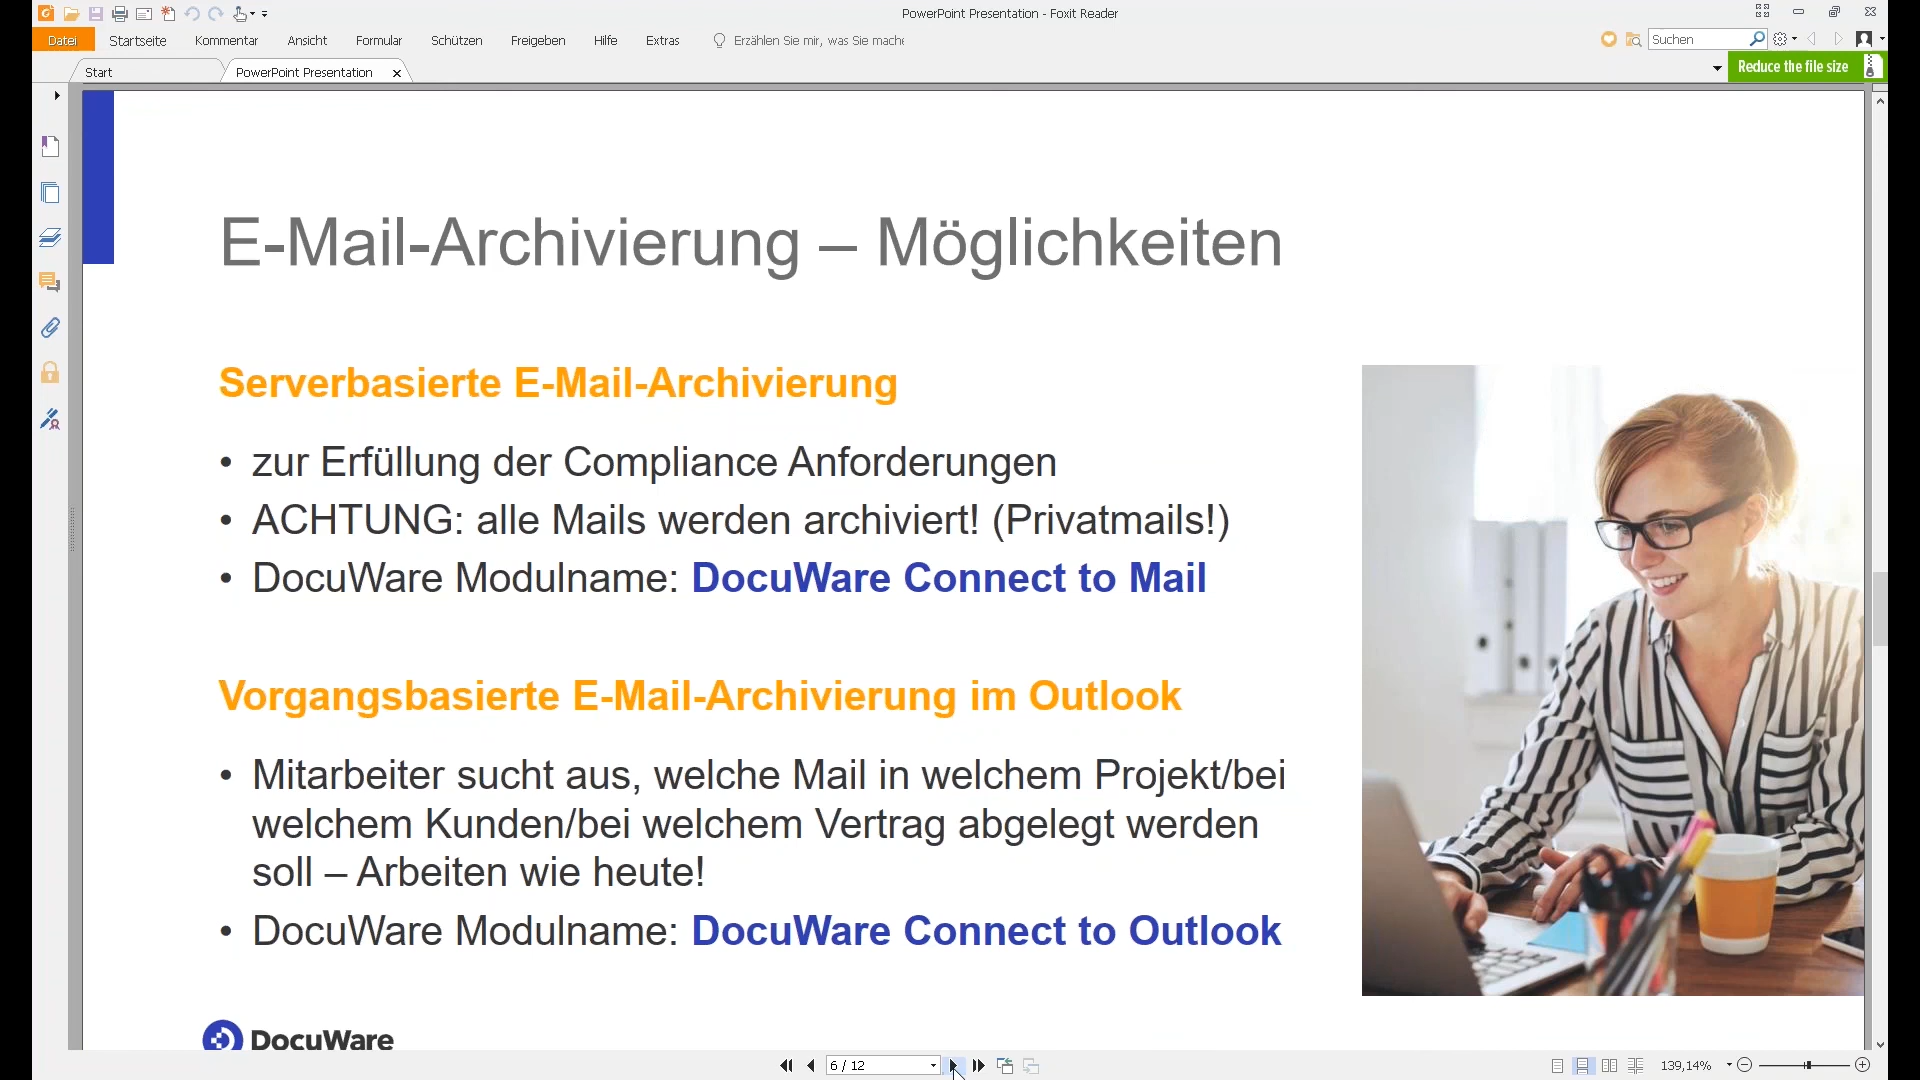 PowerPoint Presentation - Foxit Reader
Datei Startseite Kommentar Ansicht Formular Schützen Freigeben Hilfe Extras Erzählen Sie mir, was Sie mache Suchen
Start PowerPoint Presentation Reduce the file size
E-Mail-Archivierung – Möglichkeiten
Serverbasierte E-Mail-Archivierung
• zur Erfüllung der Compliance Anforderungen
• ACHTUNG: alle Mails werden archiviert! (Privatmails!)
• DocuWare Modulname: DocuWare Connect to Mail
Vorgangsbasierte E-Mail-Archivierung im Outlook
• Mitarbeiter sucht aus, welche Mail in welchem Projekt/bei
welchem Kunden/bei welchem Vertrag abgelegt werden
soll – Arbeiten wie heute!
• DocuWare Modulname: DocuWare Connect to Outlook
DocuWare
6 / 12 139,14%